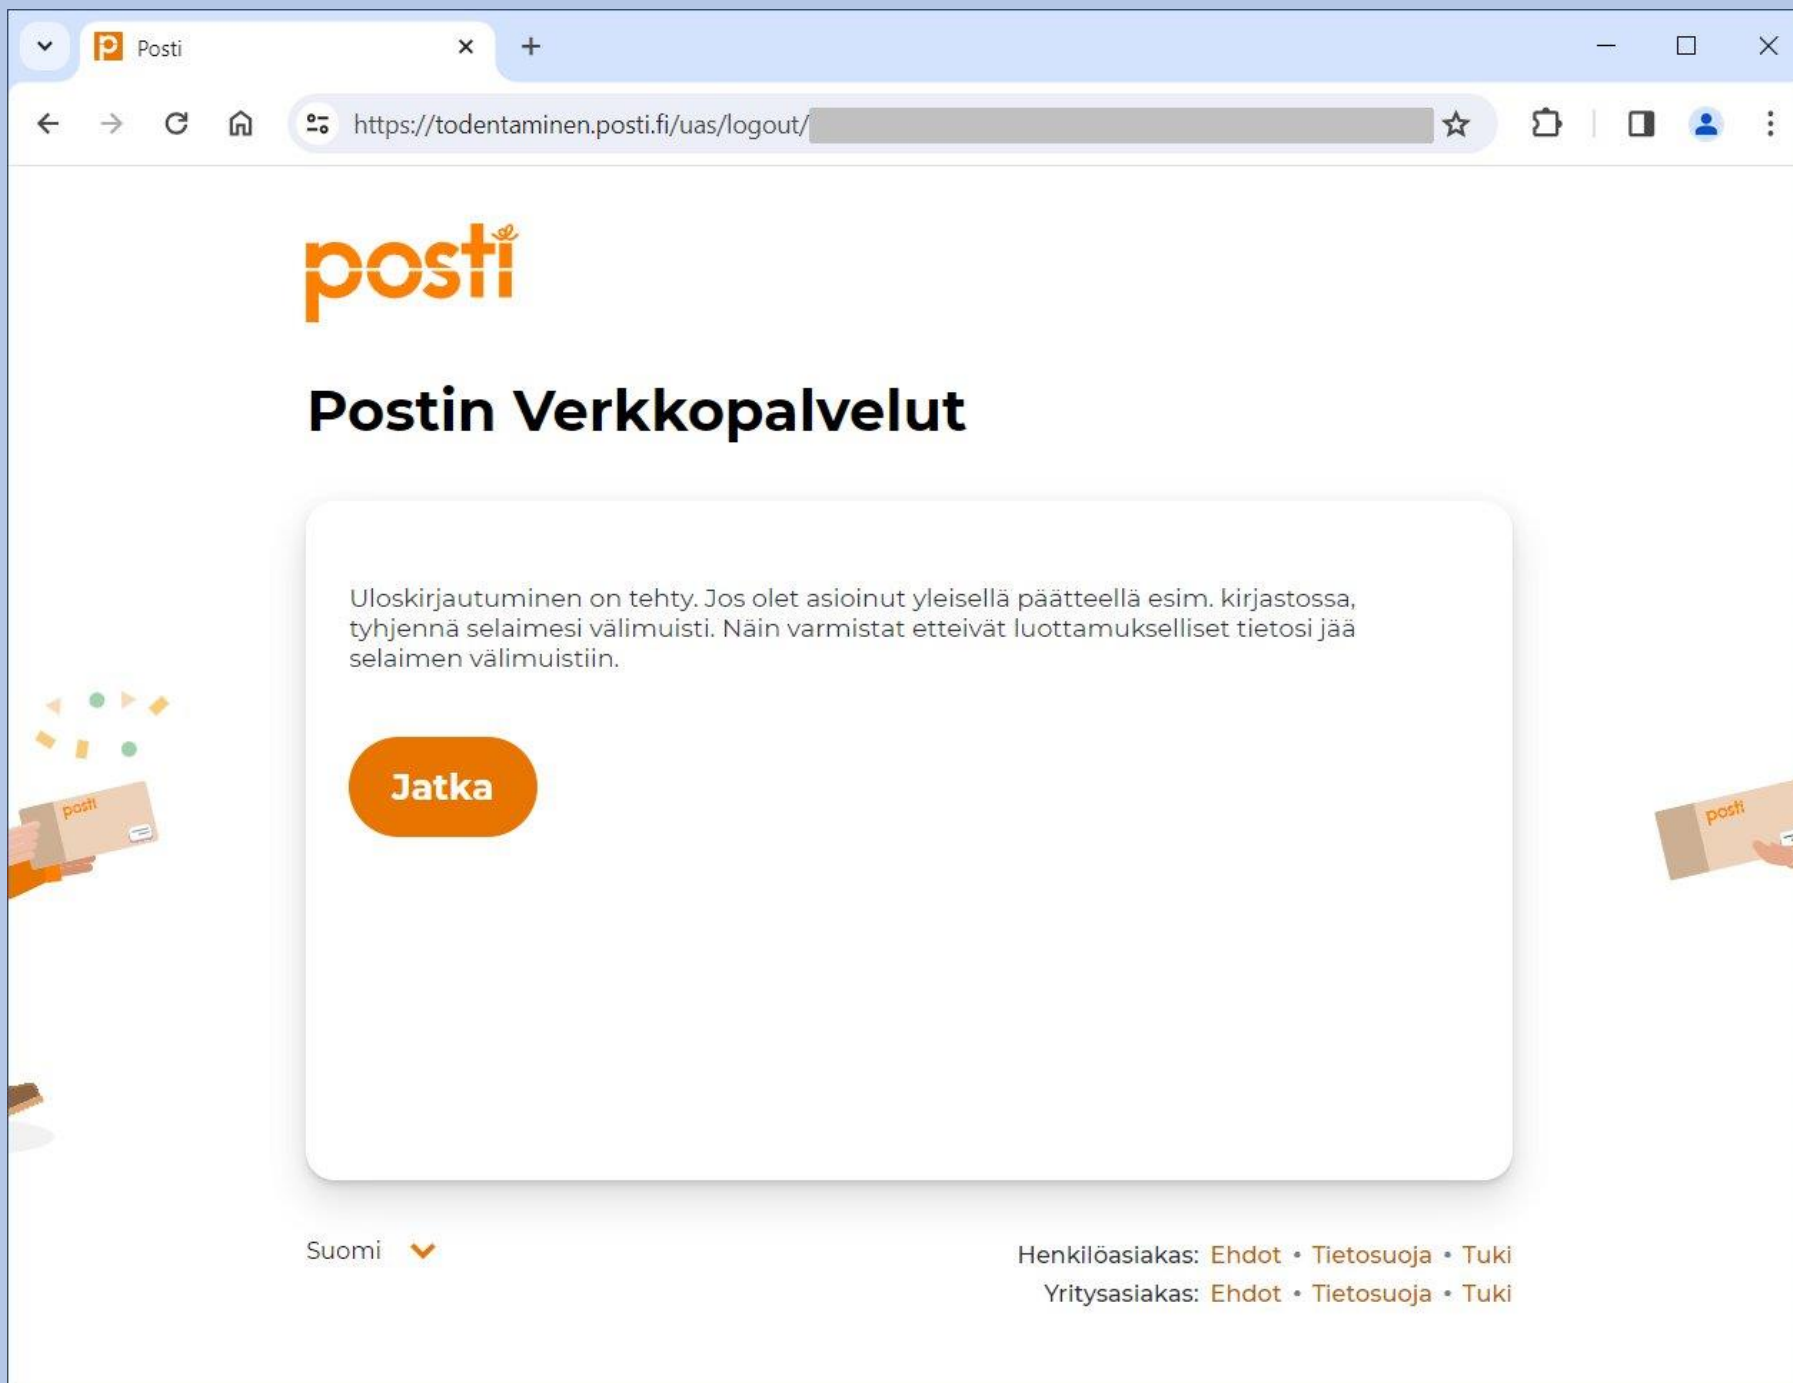 Posti
https://todentaminen.posti.fi/uas/logout/
posti
Postin Verkkopalvelut
Uloskirjautuminen on tehty. Jos olet asioinut yleisellä päätteellä esim. kirjastossa,
tyhjennä selaimesi välimuisti. Näin varmistat etteivät luottamukselliset tietosi jää
selaimen välimuistiin.
Jatka
posti
posti
Suomi
Henkilöasiakas: Ehdot • Tietosuoja • Tuki
Yritysasiakas: Ehdot • Tietosuoja • Tuki